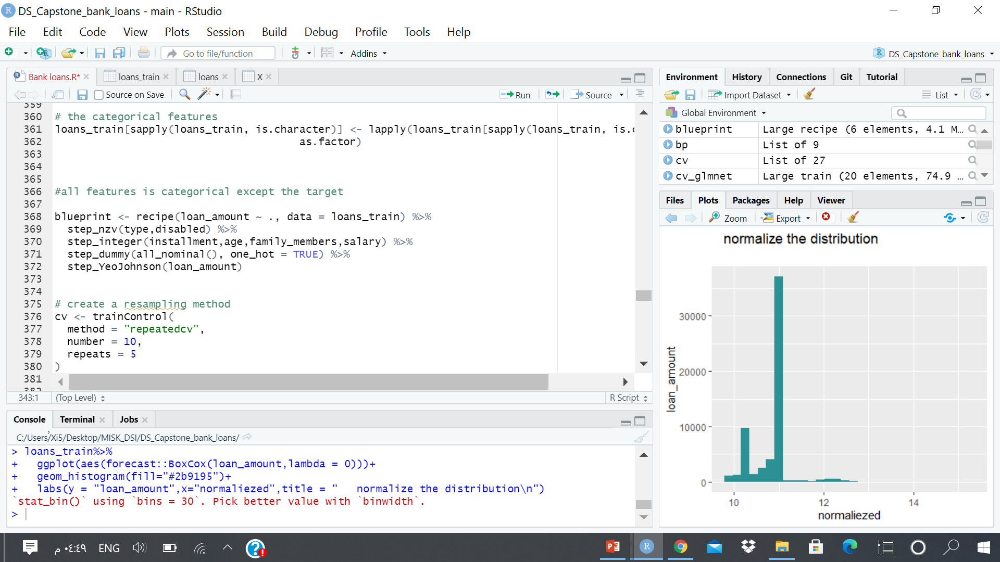 DS_Capstone_bank_loans - main - RStudio
File Edit Code View Plots Session Build Debug Profile Tools Help
Go to file/function Addins DS_Capstone_bank_loans
Bank loans.R* loans_train loans X
Source on Save Run Source
359
360 # the categorical features
361 loans_train[sapply(loans_train, is.character)] <- lapply(loans_train[sapply(loans_train, is.c
362 as.factor)
363
364
365
366 #all features is categorical except the target
367
368 blueprint <- recipe(loan_amount ~ ., data = loans_train) %>%
369 step_nzv(type,disabled) %>%
370 step_integer(installment,age,family_members,salary) %>%
371 step_dummy(all_nominal(), one_hot = TRUE) %>%
372 step_YeoJohnson(loan_amount)
373
374
375 # create a resampling method
376 cv <- trainControl(
377 method = "repeatedcv",
378 number = 10,
379 repeats = 5
380 )
381
382
343:1 (Top Level) R Script
Console Terminal Jobs
C:/Users/Xi5/Desktop/MISK_DSI/DS_Capstone_bank_loans/
> loans_train%>%
+ ggplot(aes(forecast::BoxCox(loan_amount,lambda = 0)))+
+ geom_histogram(fill="#2b9195")+
+ labs(y = "loan_amount",x="normaliezed",title = "   normalize the distribution\n")
`stat_bin()` using `bins = 30`. Pick better value with `binwidth`.
>
Environment History Connections Git Tutorial
Import Dataset List
Global Environment
blueprint Large recipe (6 elements, 4.1 M…
bp List of 9
cv List of 27
cv_glmnet Large train (20 elements, 74.9 …
Files Plots Packages Help Viewer
Zoom Export
normalize the distribution
loan_amount
30000
20000
10000
0
10 12 14
normaliezed
٠٤:٤٩ م ENG